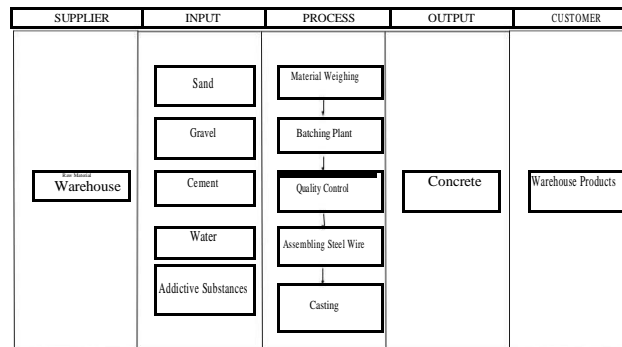 SUPPLIER INPUT PROCESS OUTPUT CUSTOMER
Sand
Material Weighing
Gravel
Batching Plant
Raw Material
Warehouse
Cement
Quality Control
Concrete
Warehouse Products
Water
Assembling Steel Wire
Addictive Substances
Casting